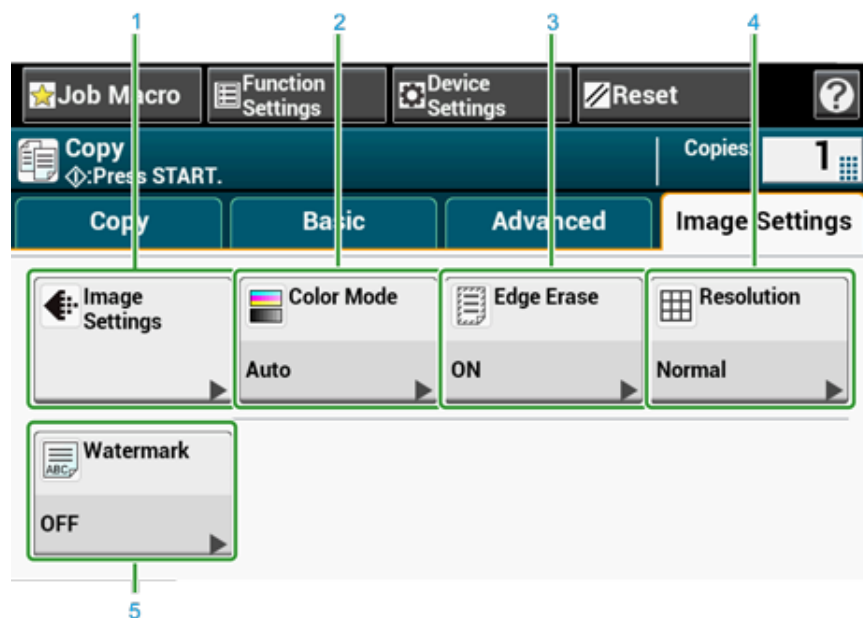 1 2 3 4
Job Macro Function Settings Device Settings Reset ?
Copy Copies: 1
:Press START.
Copy Basic Advanced Image Settings
Image Settings Color Mode Edge Erase Resolution
Auto ON Normal
ABC Watermark
OFF
5